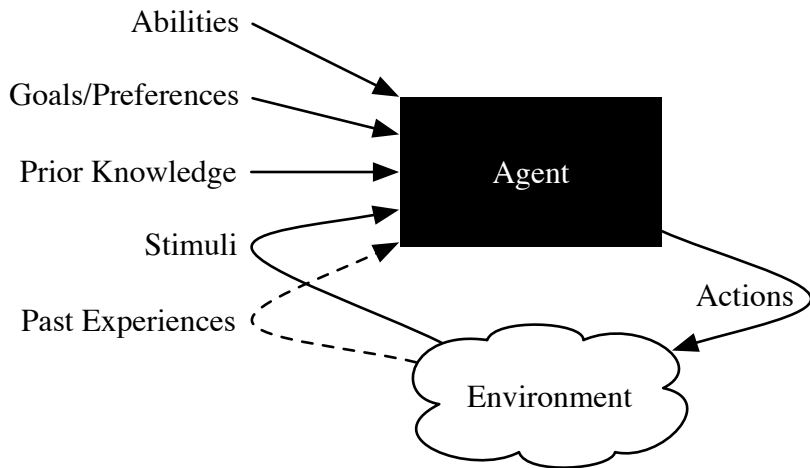 Abilities
Goals/Preferences
Prior Knowledge
Agent
Stimuli
Actions
Past Experiences
Environment